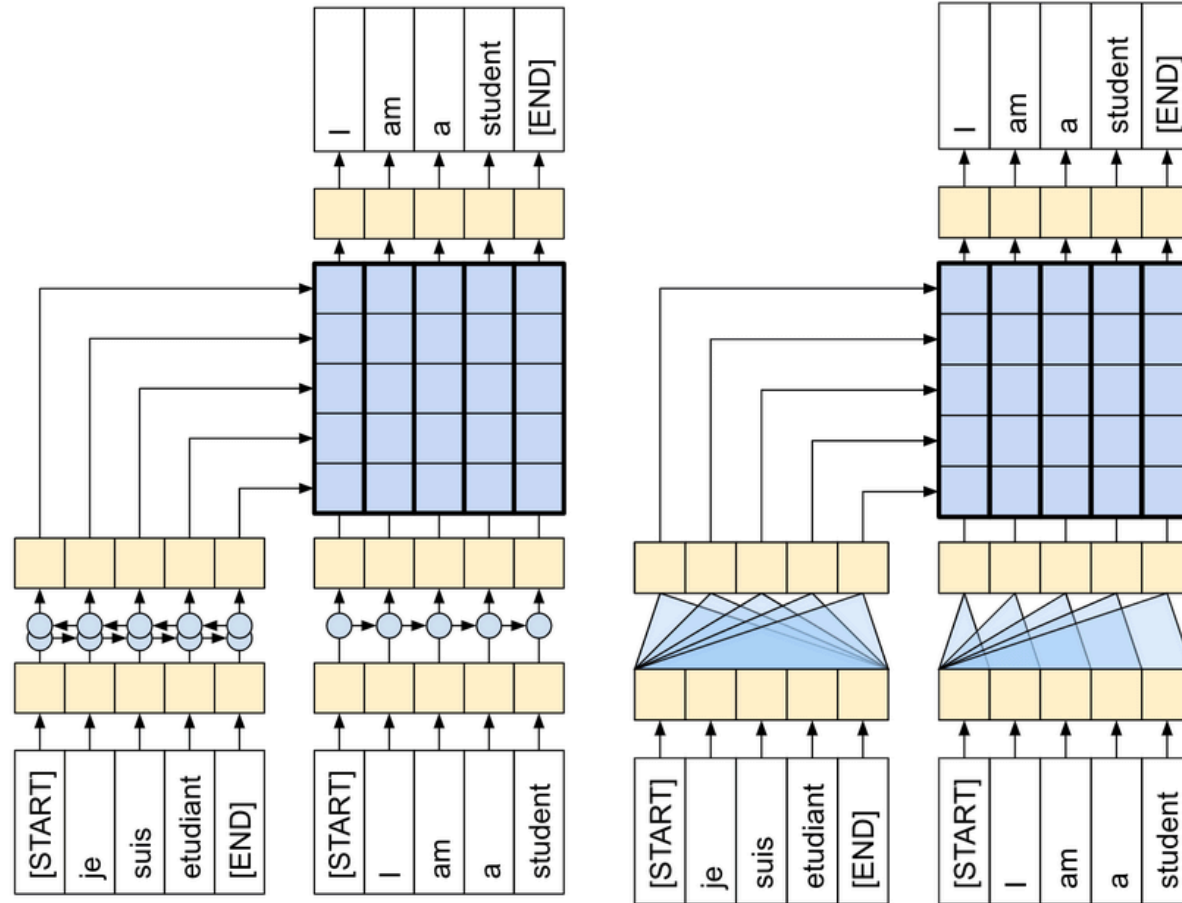 I
am
a
student
[END]
I
am
a
student
[END]
[START]
je
suis
etudiant
[END]
[START]
I
am
a
student
[START]
je
suis
etudiant
[END]
[START]
I
am
a
student